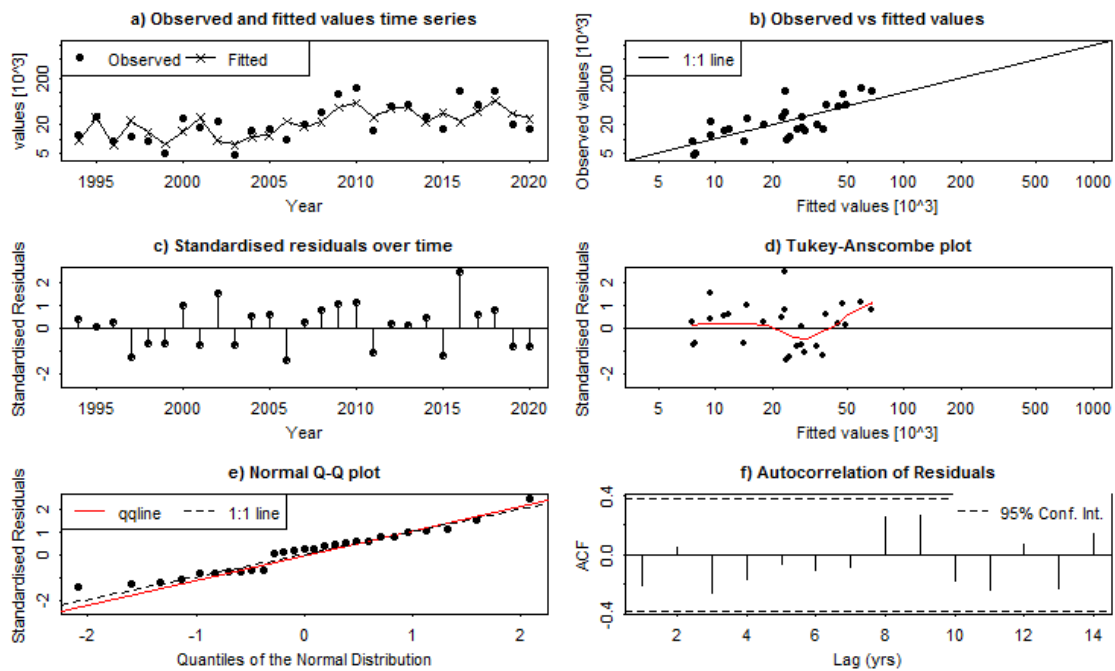 a) Observed and fitted values time series
values [10^3]
200
20
5
Observed
Fitted
1995 2000 2005 2010 2015 2020
Year
b) Observed vs fitted values
Observed values [10^3]
200
20
5
1:1 line
5 10 20 50 100 200 500 1000
Fitted values [10^3]
c) Standardised residuals over time
Standardised Residuals
2
1
0
-2
1995 2000 2005 2010 2015 2020
Year
d) Tukey-Anscombe plot
Standardised Residuals
2
1
0
-2
5 10 20 50 100 200 500 1000
Fitted values [10^3]
e) Normal Q-Q plot
Standardised Residuals
2
1
0
-2
qqline
1:1 line
-2 -1 0 1 2
Quantiles of the Normal Distribution
f) Autocorrelation of Residuals
ACF
0.4
0.0
-0.4
95% Conf. Int.
2 4 6 8 10 12 14
Lag (yrs)